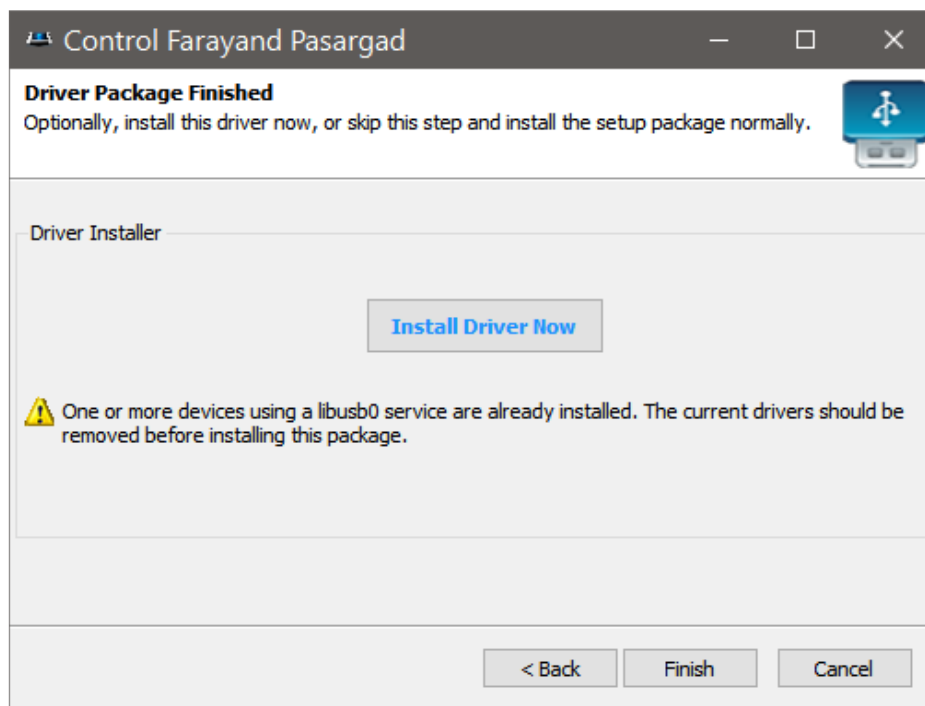 Control Farayand Pasargad
Driver Package Finished
Optionally, install this driver now, or skip this step and install the setup package normally.
Driver Installer
Install Driver Now
One or more devices using a libusb0 service are already installed. The current drivers should be
removed before installing this package.
< Back
Finish
Cancel